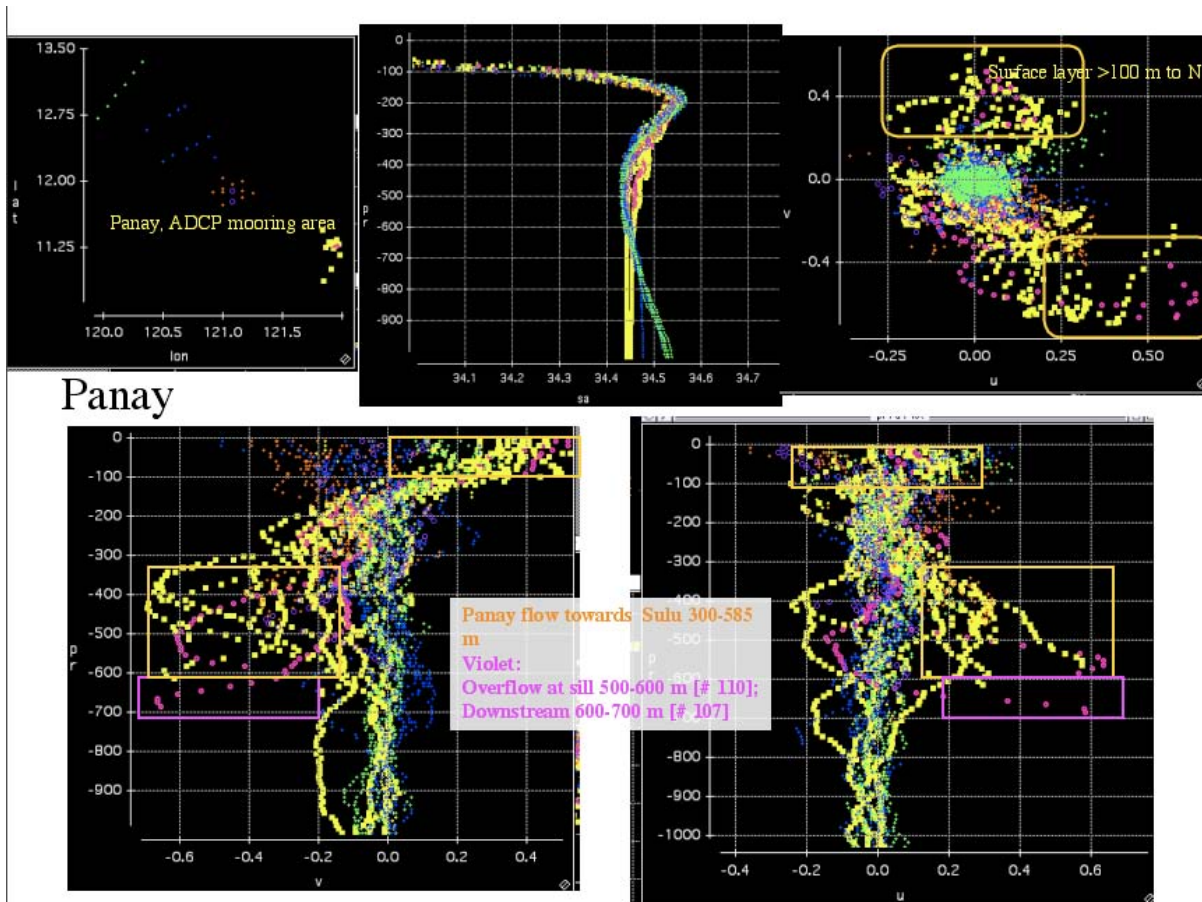 13.50
12.75
12.00
11.25
lat
Panay, ADCP mooring area
120.0 120.5 121.0 121.5
lon
0
-100
-200
-300
-400
-500
-600
-700
-800
-900
pr
34.1 34.2 34.3 34.4 34.5 34.6 34.7
sa
Surface layer >100 m to N
0.4
0.0
-0.4
v
-0.25 0.00 0.25 0.50
u
Panay
0
-100
-200
-300
-400
-500
-600
-700
-800
-900
pr
-0.6 -0.4 -0.2 0.0 0.2 0.4
v
Panay flow towards Sulu 300-585
m
Violet:
Overflow at sill 500-600 m [# 110];
Downstream 600-700 m [# 107]
0
-100
-200
-300
-400
-500
-600
-700
-800
-900
-1000
pr
-0.4 -0.2 0.0 0.2 0.4 0.6
u